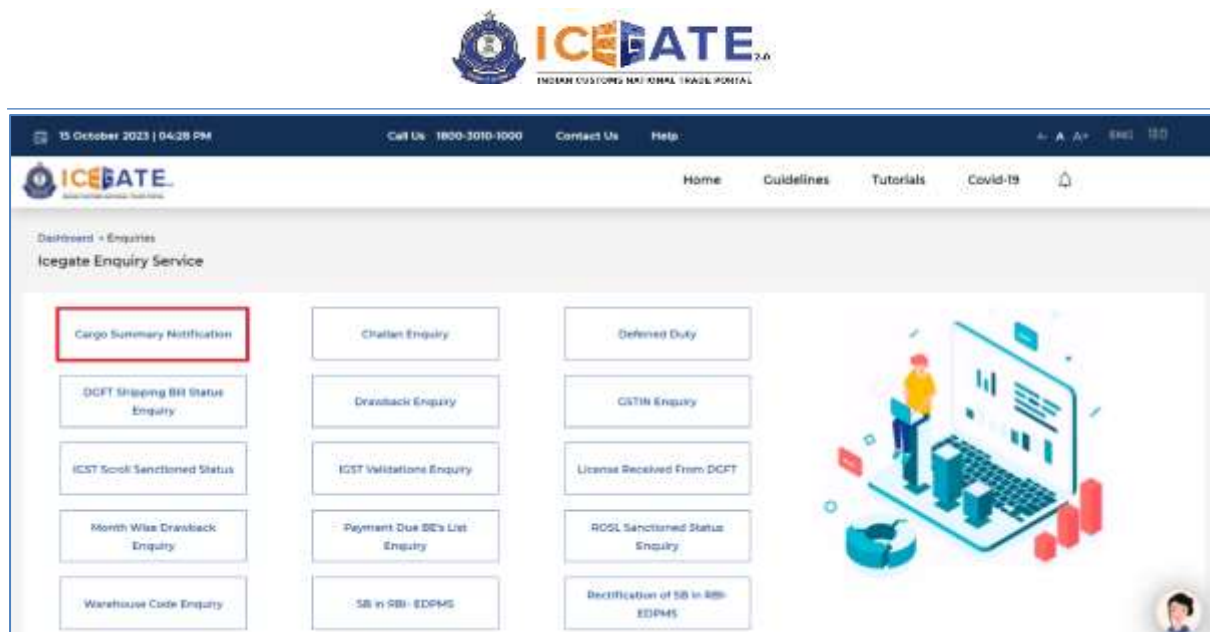 ICEGATE 2.0
INDIAN CUSTOMS NATIONAL TRADE PORTAL
15 October 2023 | 04:28 PM
Call Us 1800-3010-1000
Contact Us
Help
A- A A+
ICEGATE
Home
Guidelines
Tutorials
Covid-19
Dashboard
Enquiries
Icegate Enquiry Service
Cargo Summary Notification
Challan Enquiry
Deferred Duty
DGFT Shipping Bill Status
Enquiry
Drawback Enquiry
GSTIN Enquiry
IGST Scroll Sanctioned Status
IGST Validations Enquiry
License Received From DGFT
Month Wise Drawback
Enquiry
Payment Due BE's List
Enquiry
ROSL Sanctioned Status
Enquiry
Warehouse Code Enquiry
SB in RBI- EDPMS
Rectification of SB in RBI-
EDPMS